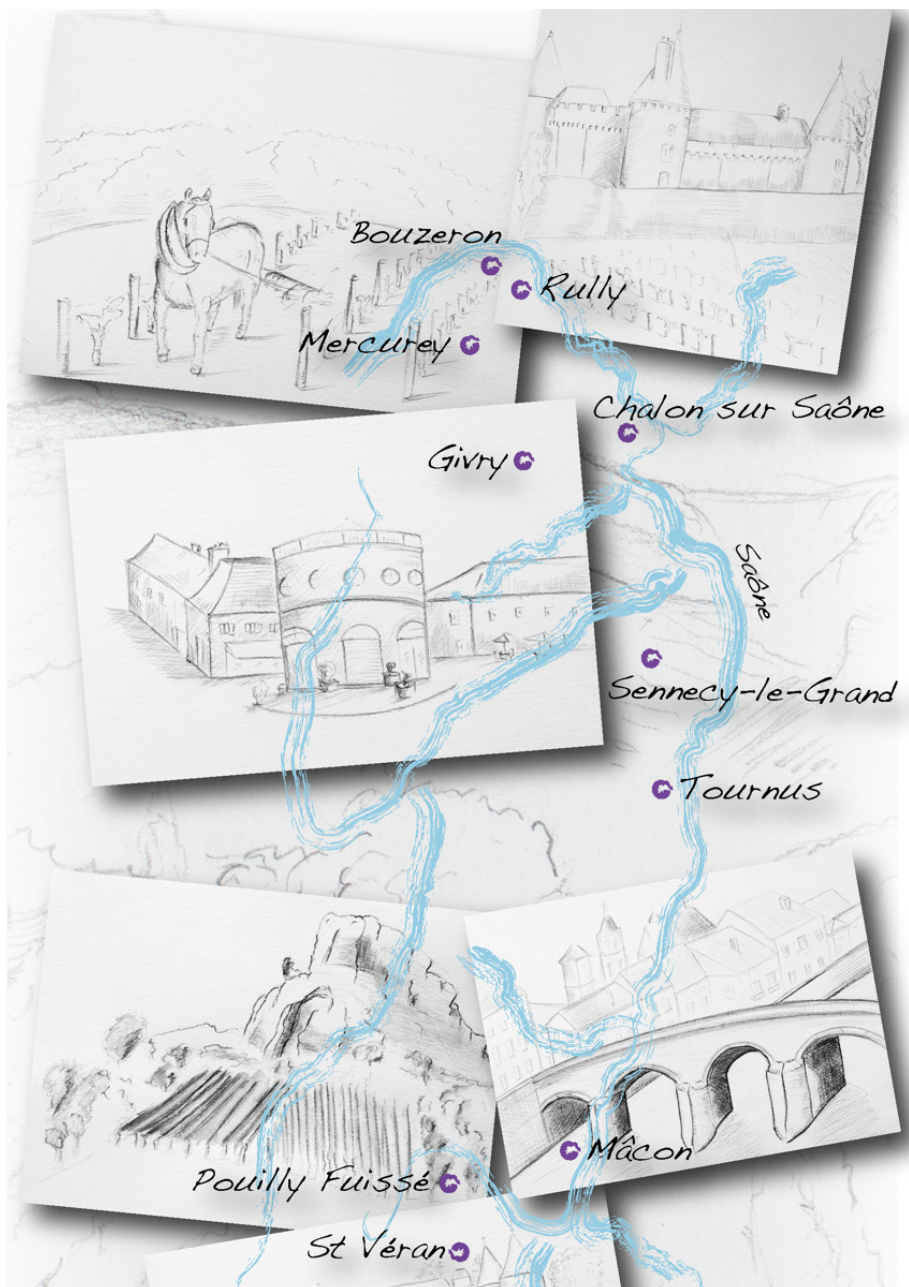 Bouzeron
Rully
Mercurey
Chalon sur Saône
Givry
Saône
Sennecy-le-Grand
Tournus
Mâcon
Pouilly Fuissé
St Véran